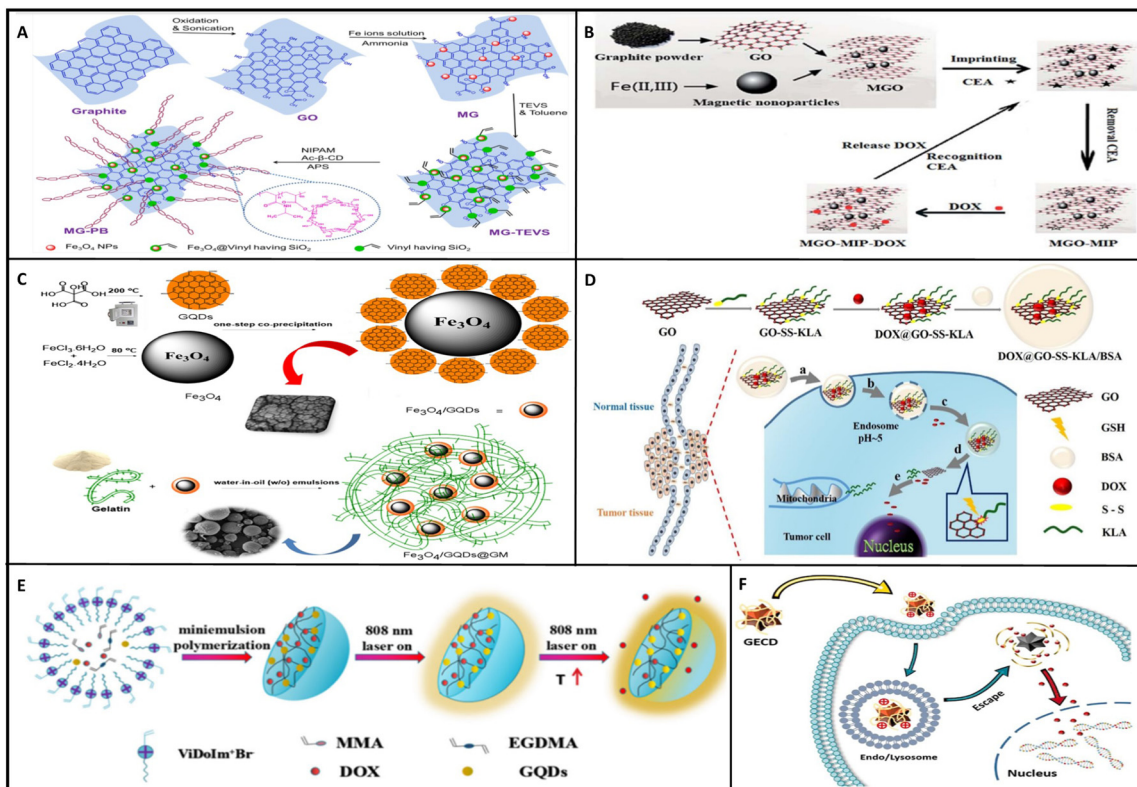 A
Oxidation
& Sonication
Fe ions solution
Ammonia
Graphite
GO
MG
TEVS
& Toluene
NIPAM
Ac-β-CD
APS
MG-PB
MG-TEVS
Fe₃O₄ NPs
Fe₃O₄@Vinyl having SiO₂
Vinyl having SiO₂
B
Graphite powder
GO
Fe(II,III)
Magnetic nonoparticles
MGO
Imprinting
CEA
Removal CEA
Release DOX
Recognition
CEA
DOX
MGO-MIP-DOX
MGO-MIP
C
200 °C
GQDs
one-step co-precipitation
Fe₃O₄
FeCl₃.6H₂O
+
FeCl₂.4H₂O
80 °C
Fe₃O₄
Fe₃O₄
Fe₃O₄/GQDs =
Gelatin
+
water-in-oil (w/o) emulsions
Fe₃O₄/GQDs@GM
D
GO
GO-SS-KLA
DOX@GO-SS-KLA
DOX@GO-SS-KLA/BSA
Normal tissue
Tumor tissue
a
b
c
d
e
Endosome
pH~5
Mitochondria
Tumor cell
Nucleus
GO
GSH
BSA
DOX
S - S
KLA
E
miniemulsion
polymerization
808 nm
laser on
808 nm
laser on
T ↑
ViDoIm⁺Br⁻
MMA
EGDMA
DOX
GQDs
F
GECD
Escape
Endo/Lysosome
Nucleus